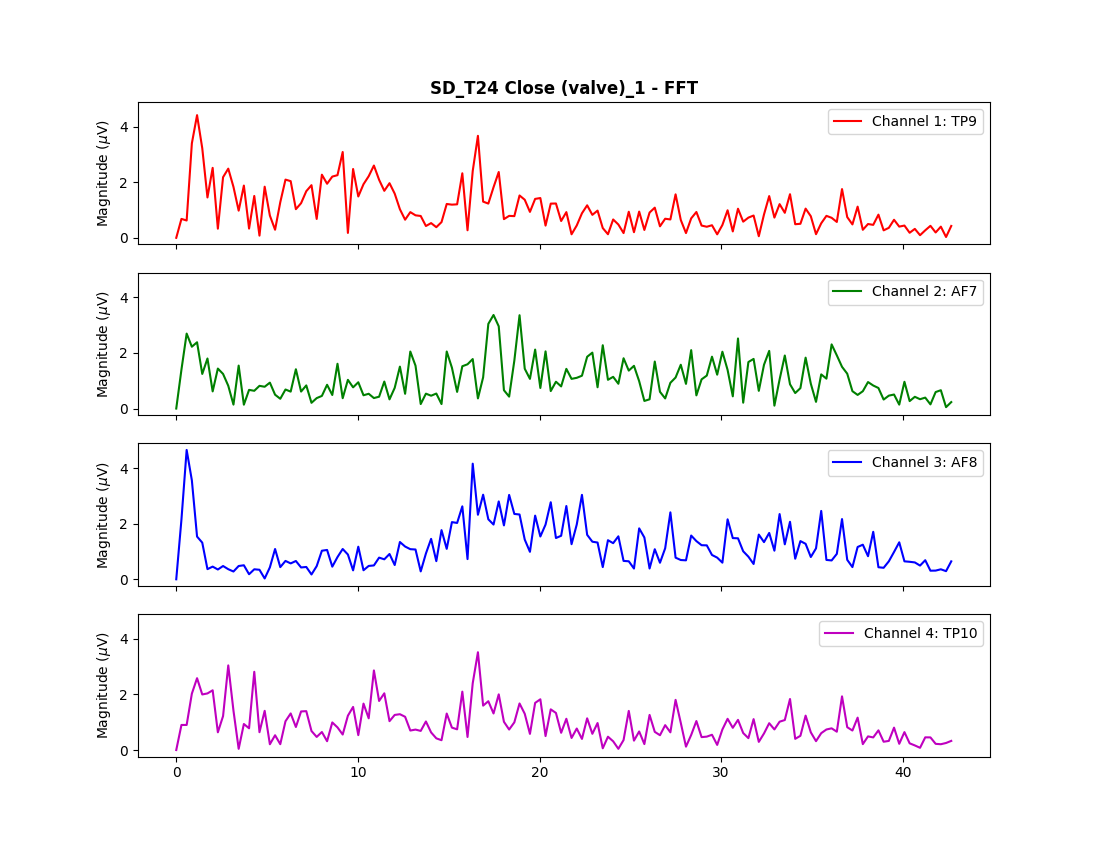 SD_T24 Close (valve)_1 - FFT
Magnitude (μV)
4
2
0
Channel 1: TP9
Magnitude (μV)
4
2
0
Channel 2: AF7
Magnitude (μV)
4
2
0
Channel 3: AF8
Magnitude (μV)
4
2
0
Channel 4: TP10
0 10 20 30 40